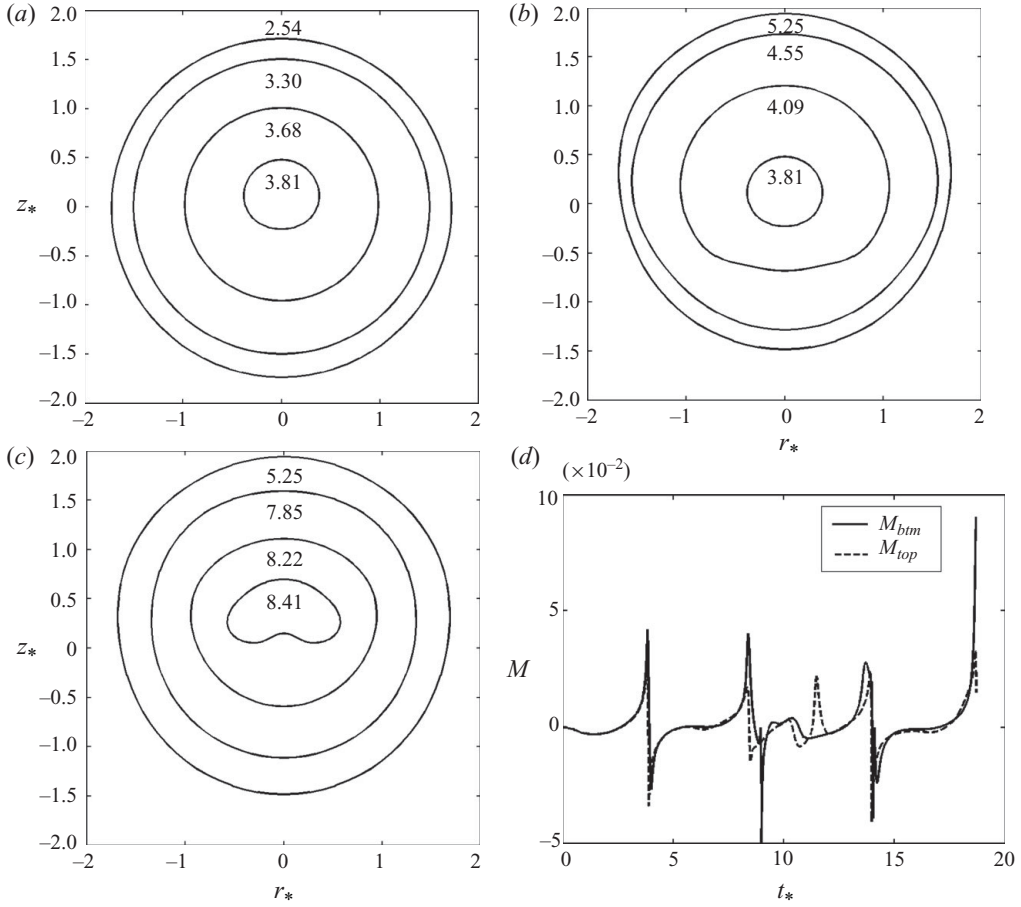 (a)
2.0
1.5
1.0
0.5
z*
0
–0.5
–1.0
–1.5
–2.0
–2 –1 0 1 2
2.54
3.30
3.68
3.81
(b)
2.0
1.5
1.0
0.5
0
–0.5
–1.0
–1.5
–2.0
–2 –1 0 1 2
r*
5.25
4.55
4.09
3.81
(c)
2.0
1.5
1.0
0.5
z*
0
–0.5
–1.0
–1.5
–2.0
–2 –1 0 1 2
r*
5.25
7.85
8.22
8.41
(d)
(×10–2)
10
5
M
0
–5
0 5 10 15 20
t*
Mbtm
Mtop